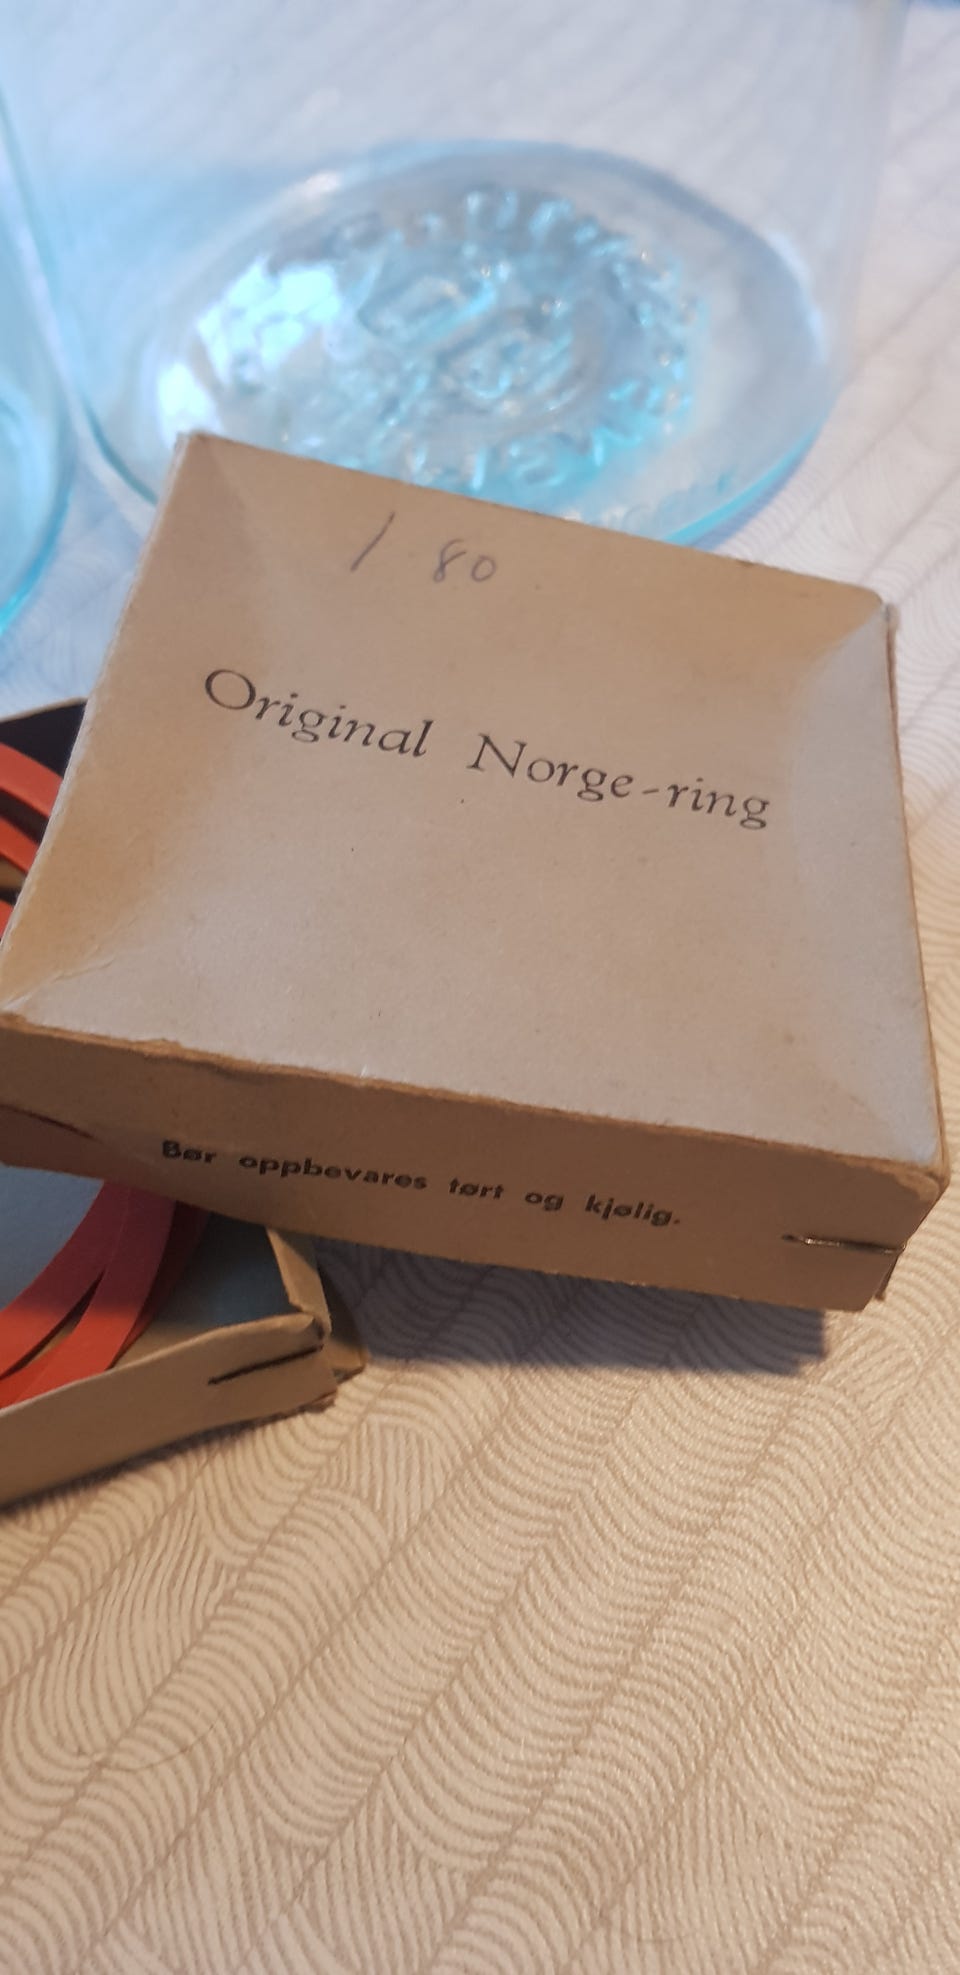 1 80
Original Norge-ring
Bør oppbevares tørt og kjølig.